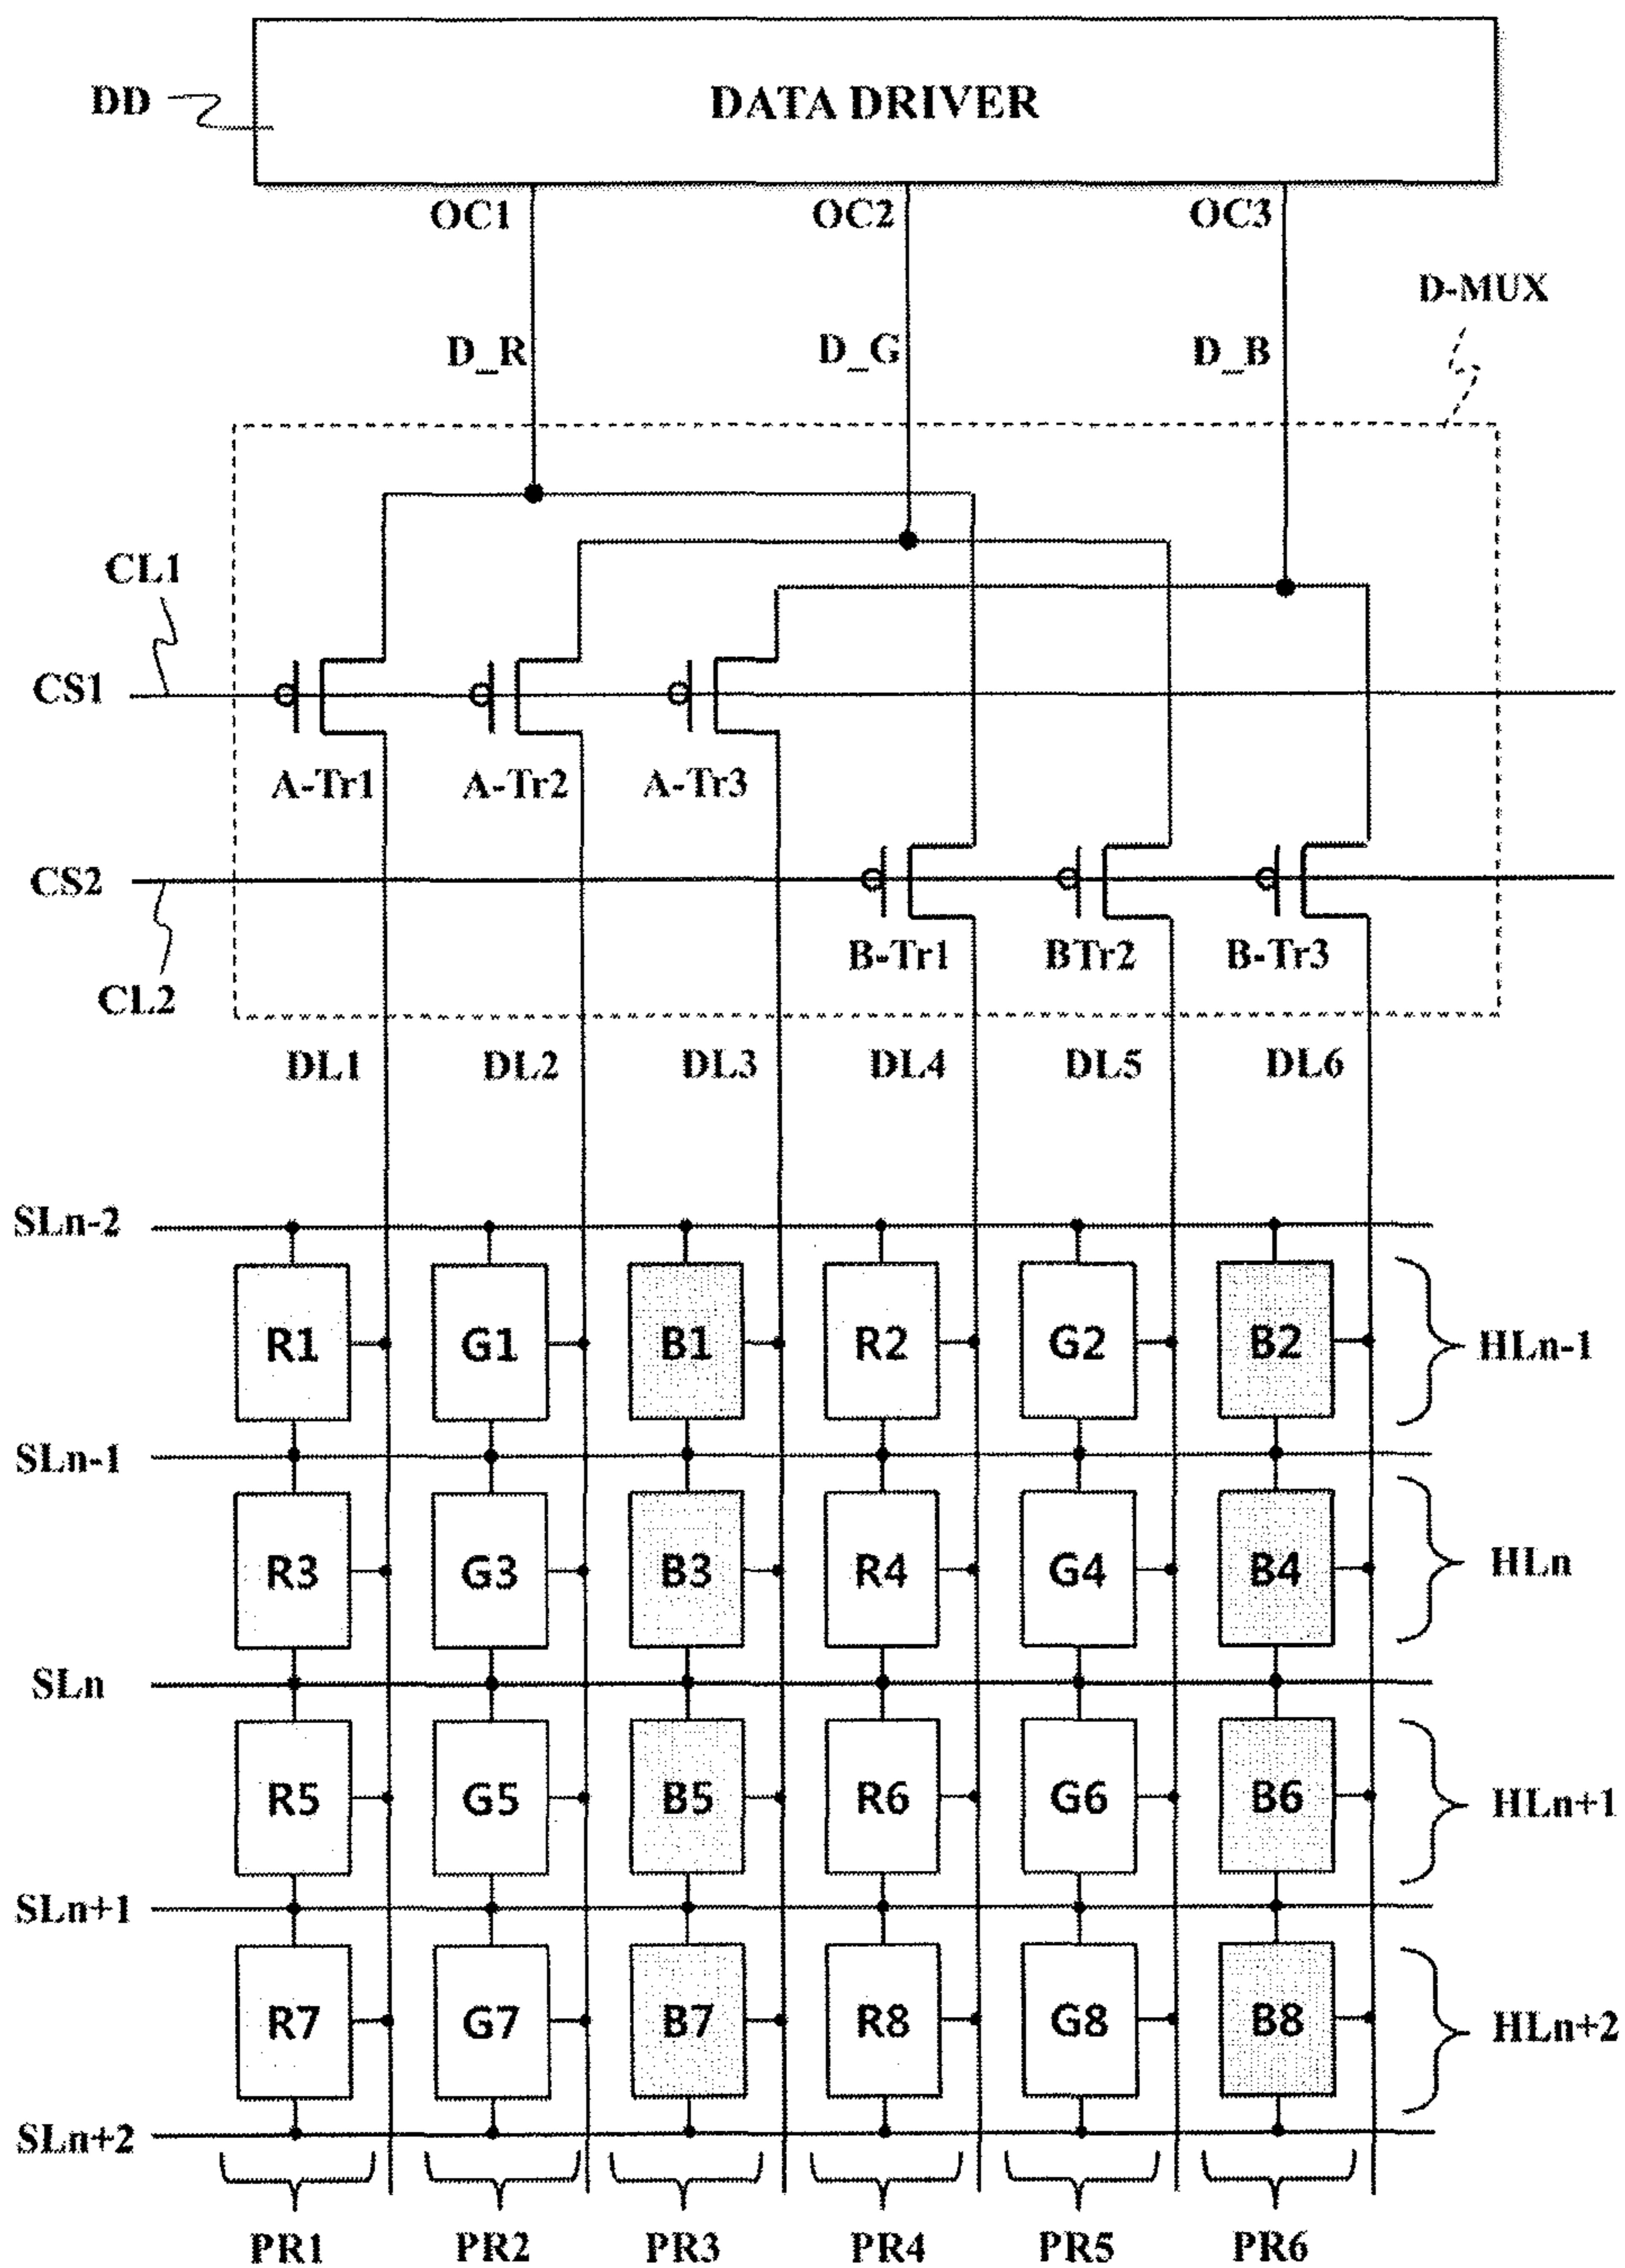 DD
DATA DRIVER
OC1 OC2 OC3
D-MUX
D_R D_G D_B
CL1
CS1
A-Tr1 A-Tr2 A-Tr3
CS2
B-Tr1 BTr2 B-Tr3
CL2
DL1 DL2 DL3 DL4 DL5 DL6
SLn-2
R1 G1 B1 R2 G2 B2 HLn-1
SLn-1
R3 G3 B3 R4 G4 B4 HLn
SLn
R5 G5 B5 R6 G6 B6 HLn+1
SLn+1
R7 G7 B7 R8 G8 B8 HLn+2
SLn+2
PR1 PR2 PR3 PR4 PR5 PR6